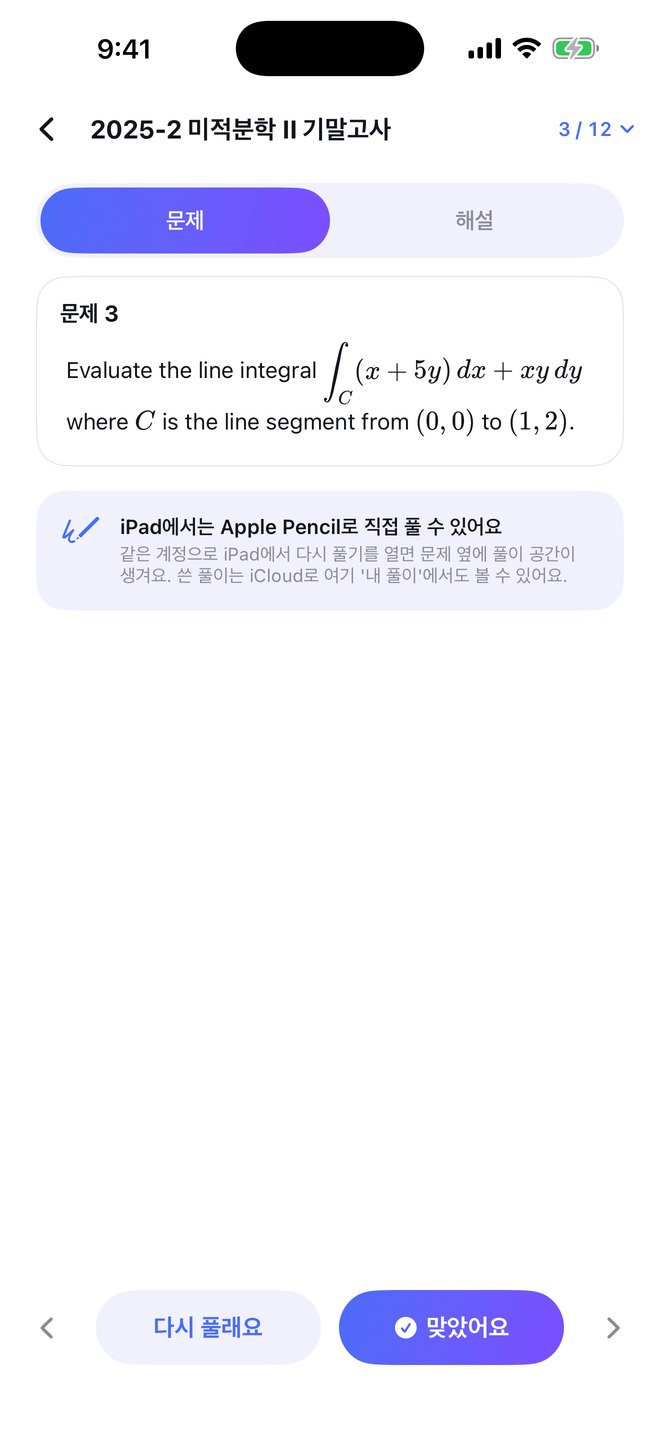 9:41
2025-2 미적분학 II 기말고사
3 / 12
문제
해설
문제 3
Evaluate the line integral ∫_C (x + 5y) dx + xy dy
where C is the line segment from (0, 0) to (1, 2).
iPad에서는 Apple Pencil로 직접 풀 수 있어요
같은 계정으로 iPad에서 다시 풀기를 열면 문제 옆에 풀이 공간이
생겨요. 쓴 풀이는 iCloud로 여기 '내 풀이'에서도 볼 수 있어요.
다시 풀래요
맞았어요